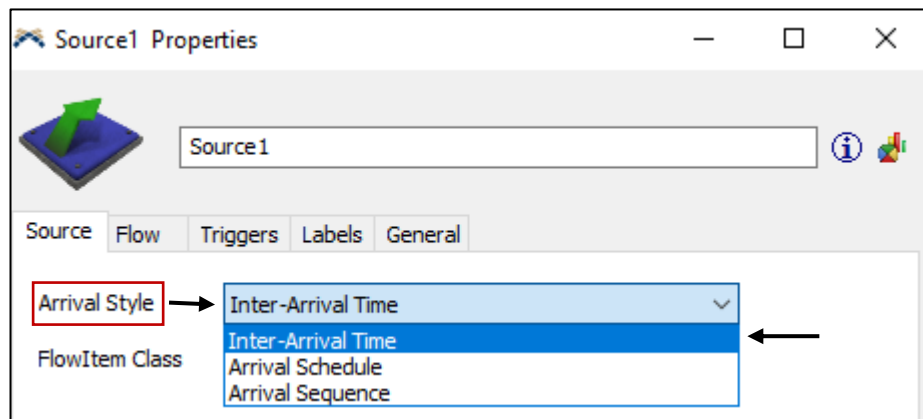 Source1 Properties
Source1
Source Flow Triggers Labels General
Arrival Style Inter-Arrival Time
Inter-Arrival Time
FlowItem Class
Arrival Schedule
Arrival Sequence